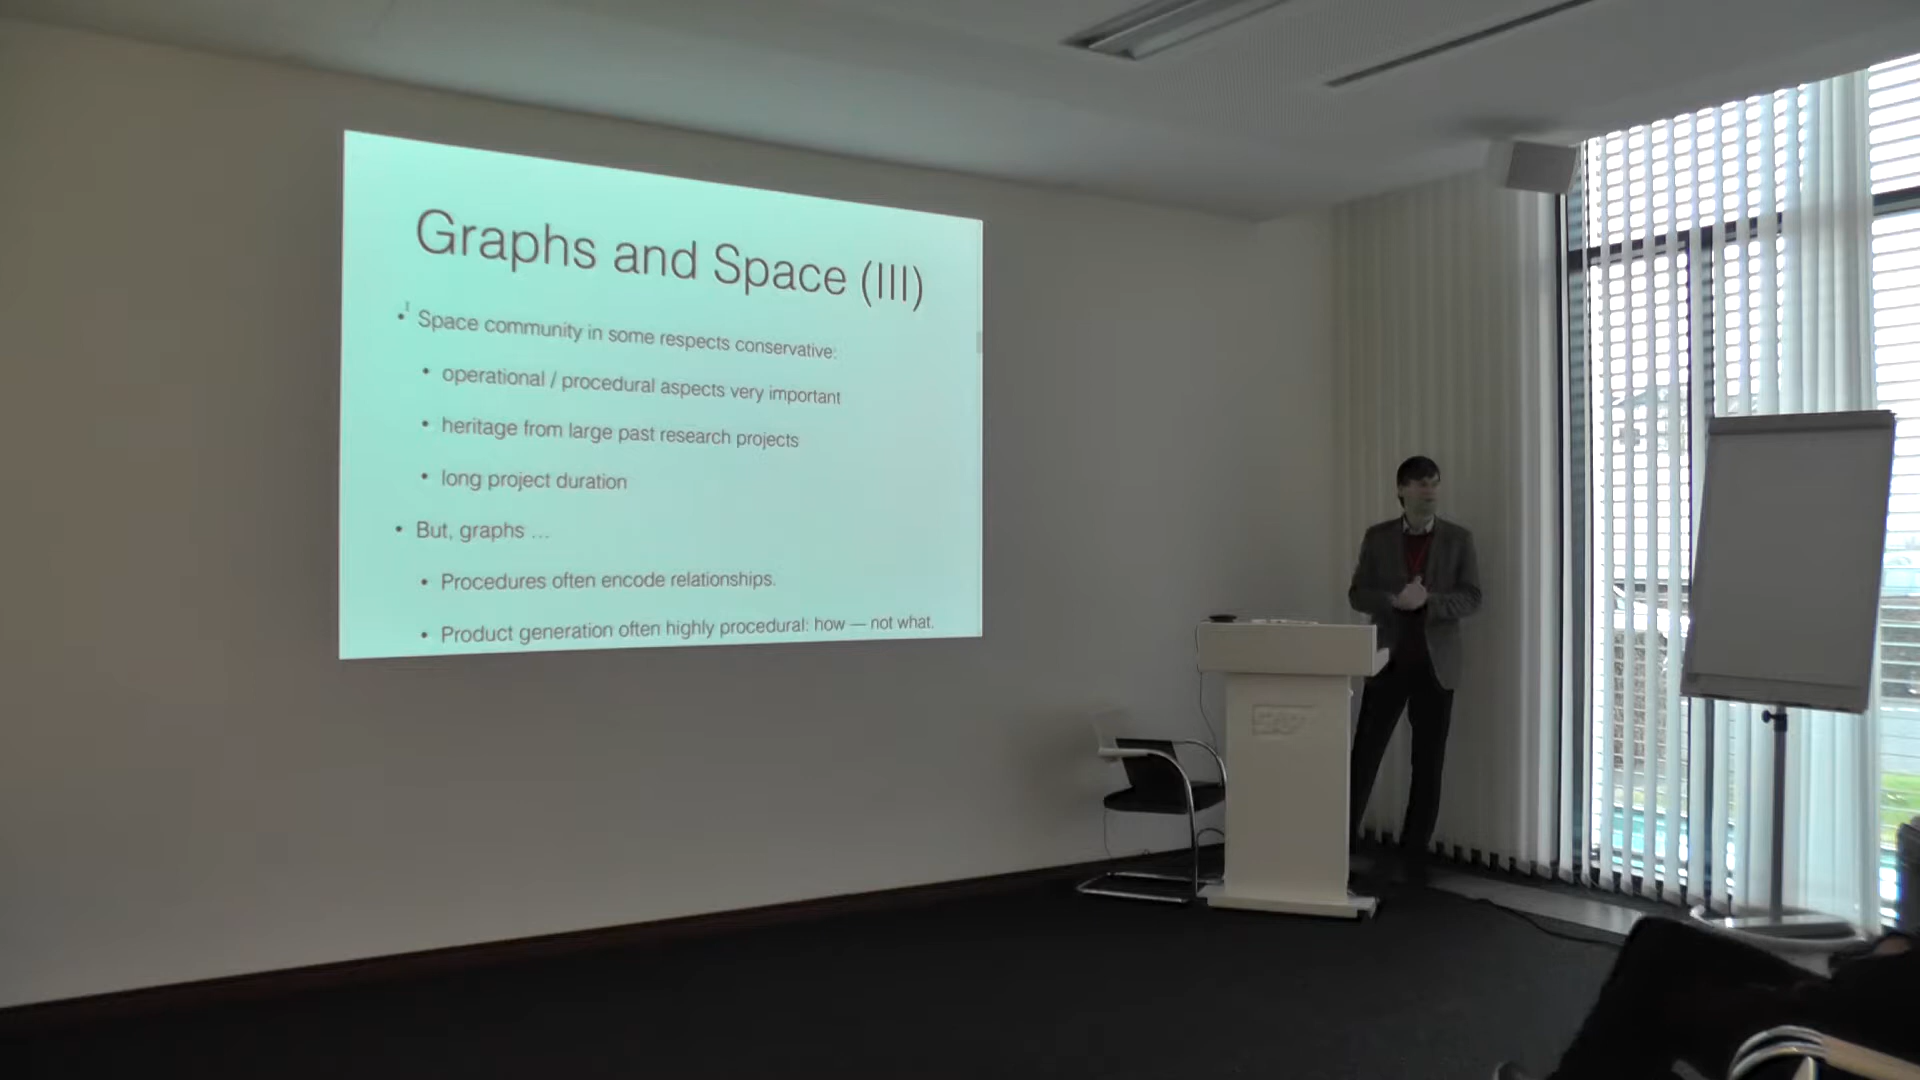 Graphs and Space (III)
• Space community in some respects conservative:
• operational / procedural aspects very important
• heritage from large past research projects
• long project duration
• But, graphs …
• Procedures often encode relationships.
• Product generation often highly procedural: how — not what.